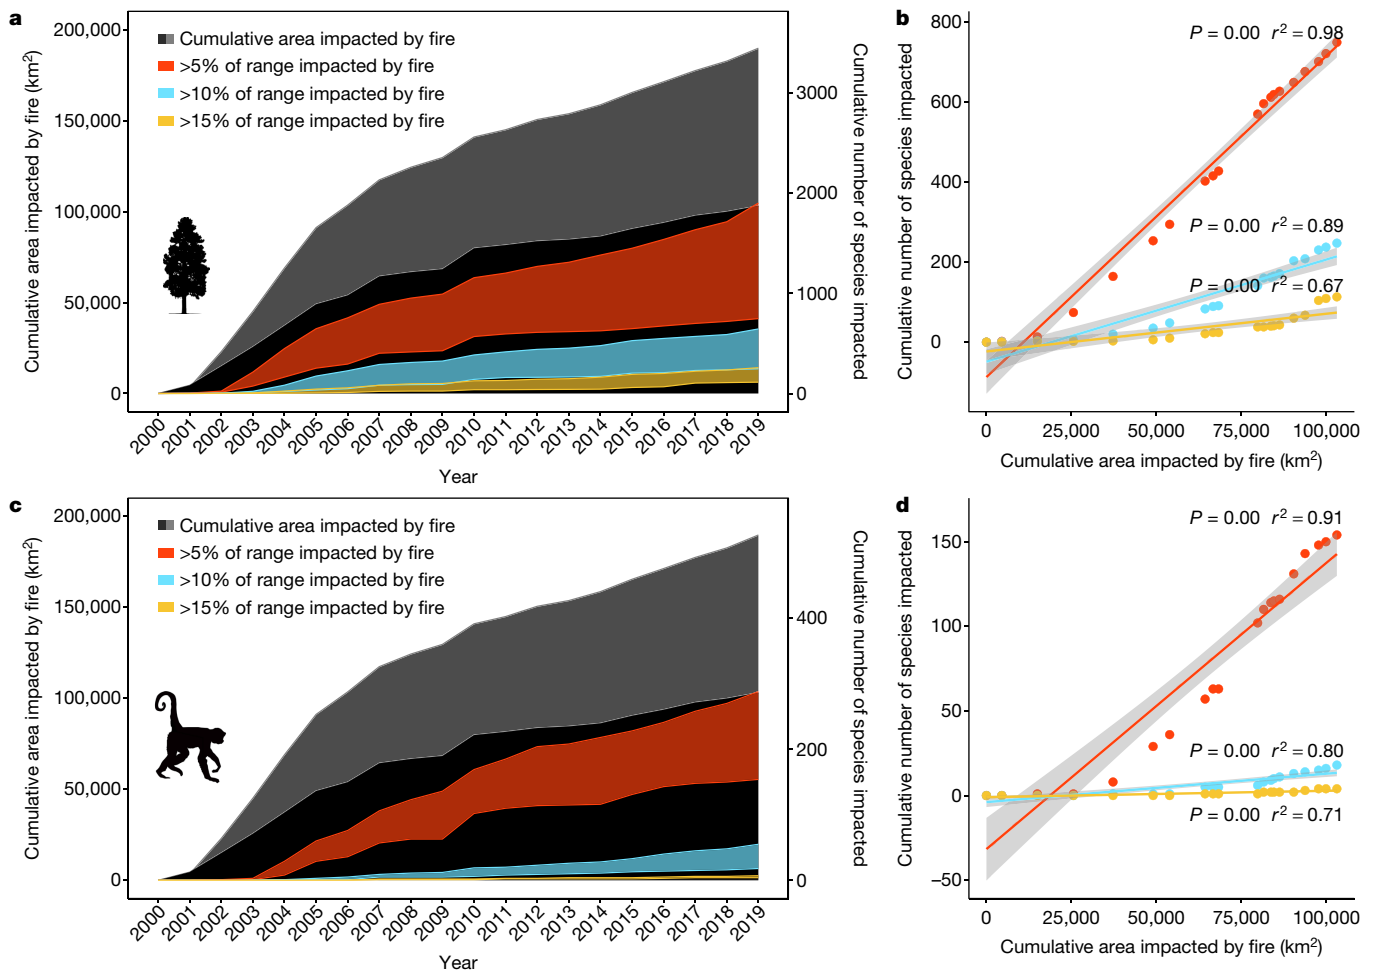 a
Cumulative area impacted by fire (km²)
200,000
150,000
100,000
50,000
0
Cumulative area impacted by fire
>5% of range impacted by fire
>10% of range impacted by fire
>15% of range impacted by fire
3000
2000
1000
0
Cumulative number of species impacted
2000 2001 2002 2003 2004 2005 2006 2007 2008 2009 2010 2011 2012 2013 2014 2015 2016 2017 2018 2019
Year
b
Cumulative number of species impacted
800
600
400
200
0
P = 0.00 r² = 0.98
P = 0.00 r² = 0.89
P = 0.00 r² = 0.67
0 25,000 50,000 75,000 100,000
Cumulative area impacted by fire (km²)
c
Cumulative area impacted by fire (km²)
200,000
150,000
100,000
50,000
0
Cumulative area impacted by fire
>5% of range impacted by fire
>10% of range impacted by fire
>15% of range impacted by fire
400
200
0
Cumulative number of species impacted
2000 2001 2002 2003 2004 2005 2006 2007 2008 2009 2010 2011 2012 2013 2014 2015 2016 2017 2018 2019
Year
d
Cumulative number of species impacted
150
100
50
0
−50
P = 0.00 r² = 0.91
P = 0.00 r² = 0.80
P = 0.00 r² = 0.71
0 25,000 50,000 75,000 100,000
Cumulative area impacted by fire (km²)